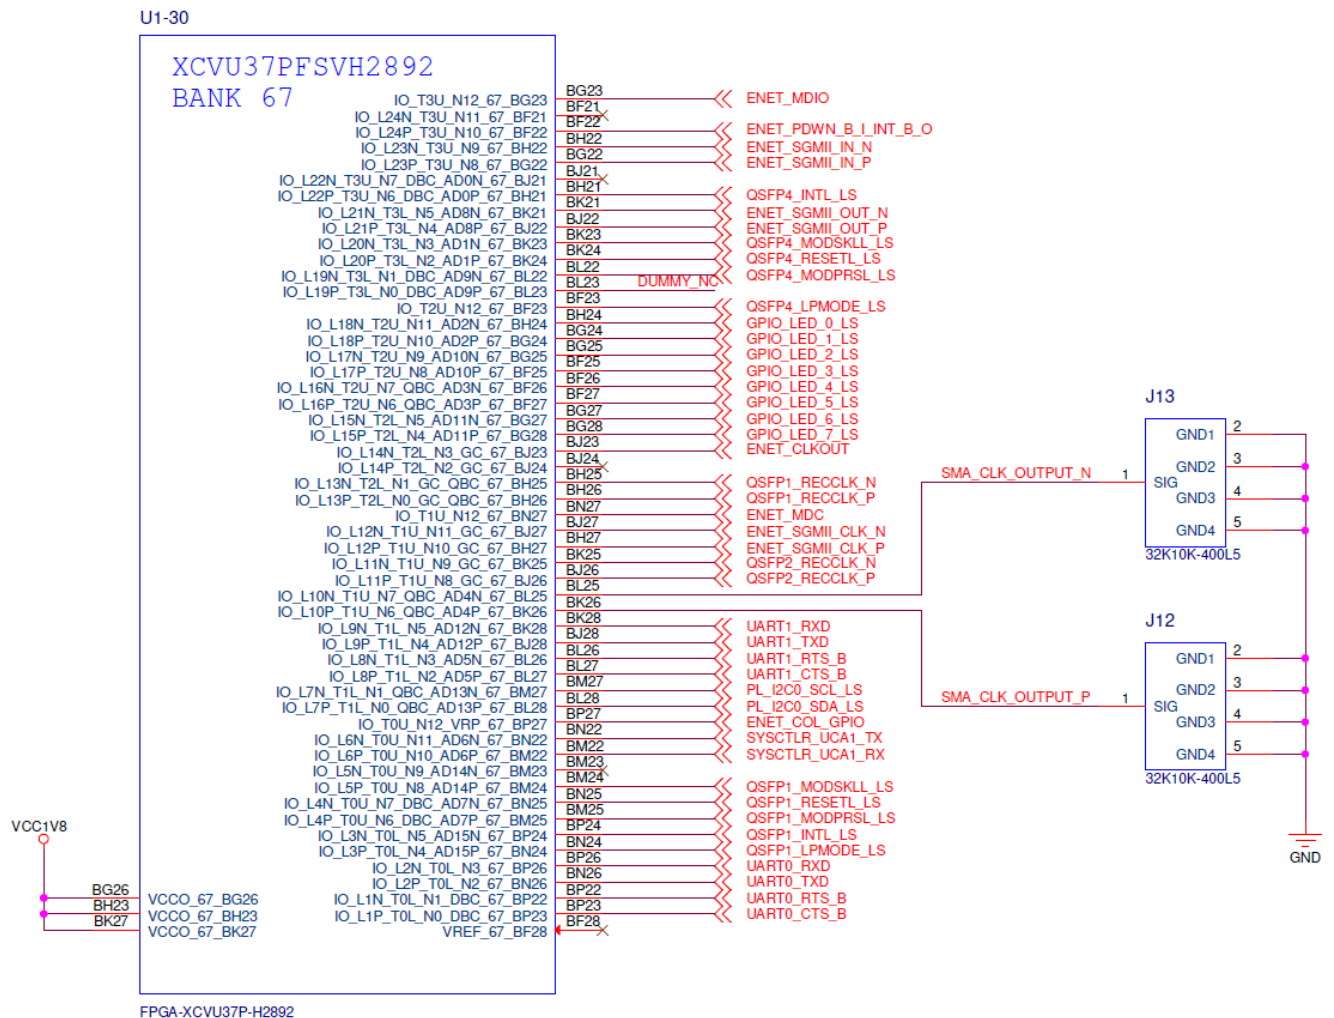 U1-30
XCVU37PFSVH2892
BANK 67
IO_T3U_N12_67_BG23 BG23 ENET_MDIO
IO_L24N_T3U_N11_67_BF21 BF21
IO_L24P_T3U_N10_67_BF22 BF22 ENET_PDWN_B_I_INT_B_O
IO_L23N_T3U_N9_67_BH22 BH22 ENET_SGMII_IN_N
IO_L23P_T3U_N8_67_BG22 BG22 ENET_SGMII_IN_P
IO_L22N_T3U_N7_DBC_AD0N_67_BJ21 BJ21
IO_L22P_T3U_N6_DBC_AD0P_67_BH21 BH21 QSFP4_INTL_LS
IO_L21N_T3L_N5_AD8N_67_BK21 BK21 ENET_SGMII_OUT_N
IO_L21P_T3L_N4_AD8P_67_BJ22 BJ22 ENET_SGMII_OUT_P
IO_L20N_T3L_N3_AD1N_67_BK23 BK23 QSFP4_MODSKLL_LS
IO_L20P_T3L_N2_AD1P_67_BK24 BK24 QSFP4_RESETL_LS
IO_L19N_T3L_N1_DBC_AD9N_67_BL22 BL22 QSFP4_MODPRSL_LS
IO_L19P_T3L_N0_DBC_AD9P_67_BL23 BL23 DUMMY_NC
IO_T2U_N12_67_BF23 BF23 QSFP4_LPMODE_LS
IO_L18N_T2U_N11_AD2N_67_BH24 BH24 GPIO_LED_0_LS
IO_L18P_T2U_N10_AD2P_67_BG24 BG24 GPIO_LED_1_LS
IO_L17N_T2U_N9_AD10N_67_BG25 BG25 GPIO_LED_2_LS
IO_L17P_T2U_N8_AD10P_67_BF25 BF25 GPIO_LED_3_LS
IO_L16N_T2U_N7_QBC_AD3N_67_BF26 BF26 GPIO_LED_4_LS
IO_L16P_T2U_N6_QBC_AD3P_67_BF27 BF27 GPIO_LED_5_LS
IO_L15N_T2L_N5_AD11N_67_BG27 BG27 GPIO_LED_6_LS
IO_L15P_T2L_N4_AD11P_67_BG28 BG28 GPIO_LED_7_LS
IO_L14N_T2L_N3_GC_67_BJ23 BJ23 ENET_CLKOUT
IO_L14P_T2L_N2_GC_67_BJ24 BJ24
IO_L13N_T2L_N1_GC_QBC_67_BH25 BH25 QSFP1_RECCLK_N
IO_L13P_T2L_N0_GC_QBC_67_BH26 BH26 QSFP1_RECCLK_P
IO_T1U_N12_67_BN27 BN27 ENET_MDC
IO_L12N_T1U_N11_GC_67_BJ27 BJ27 ENET_SGMII_CLK_N
IO_L12P_T1U_N10_GC_67_BH27 BH27 ENET_SGMII_CLK_P
IO_L11N_T1U_N9_GC_67_BK25 BK25 QSFP2_RECCLK_N
IO_L11P_T1U_N8_GC_67_BJ26 BJ26 QSFP2_RECCLK_P
IO_L10N_T1U_N7_QBC_AD4N_67_BL25 BL25
IO_L10P_T1U_N6_QBC_AD4P_67_BK26 BK26
IO_L9N_T1L_N5_AD12N_67_BK28 BK28 UART1_RXD
IO_L9P_T1L_N4_AD12P_67_BJ28 BJ28 UART1_TXD
IO_L8N_T1L_N3_AD5N_67_BL26 BL26 UART1_RTS_B
IO_L8P_T1L_N2_AD5P_67_BL27 BL27 UART1_CTS_B
IO_L7N_T1L_N1_QBC_AD13N_67_BM27 BM27 PL_I2C0_SCL_LS
IO_L7P_T1L_N0_QBC_AD13P_67_BL28 BL28 PL_I2C0_SDA_LS
IO_T0U_N12_VRP_67_BP27 BP27 ENET_COL_GPIO
IO_L6N_T0U_N11_AD6N_67_BN22 BN22 SYSCTLR_UCA1_TX
IO_L6P_T0U_N10_AD6P_67_BM22 BM22 SYSCTLR_UCA1_RX
IO_L5N_T0U_N9_AD14N_67_BM23 BM23
IO_L5P_T0U_N8_AD14P_67_BM24 BM24 QSFP1_MODSKLL_LS
IO_L4N_T0U_N7_DBC_AD7N_67_BN25 BN25 QSFP1_RESETL_LS
IO_L4P_T0U_N6_DBC_AD7P_67_BM25 BM25 QSFP1_MODPRSL_LS
IO_L3N_T0L_N5_AD15N_67_BP24 BP24 QSFP1_INTL_LS
IO_L3P_T0L_N4_AD15P_67_BN24 BN24 QSFP1_LPMODE_LS
IO_L2N_T0L_N3_67_BP26 BP26 UART0_RXD
IO_L2P_T0L_N2_67_BN26 BN26 UART0_TXD
IO_L1N_T0L_N1_DBC_67_BP22 BP22 UART0_RTS_B
IO_L1P_T0L_N0_DBC_67_BP23 BP23 UART0_CTS_B
VREF_67_BF28 BF28
VCC1V8
BG26 VCCO_67_BG26
BH23 VCCO_67_BH23
BK27 VCCO_67_BK27
FPGA-XCVU37P-H2892
J13
GND1 2
GND2 3
SMA_CLK_OUTPUT_N 1 SIG
GND3 4
GND4 5
32K10K-400L5
J12
GND1 2
GND2 3
SMA_CLK_OUTPUT_P 1 SIG
GND3 4
GND4 5
32K10K-400L5
GND